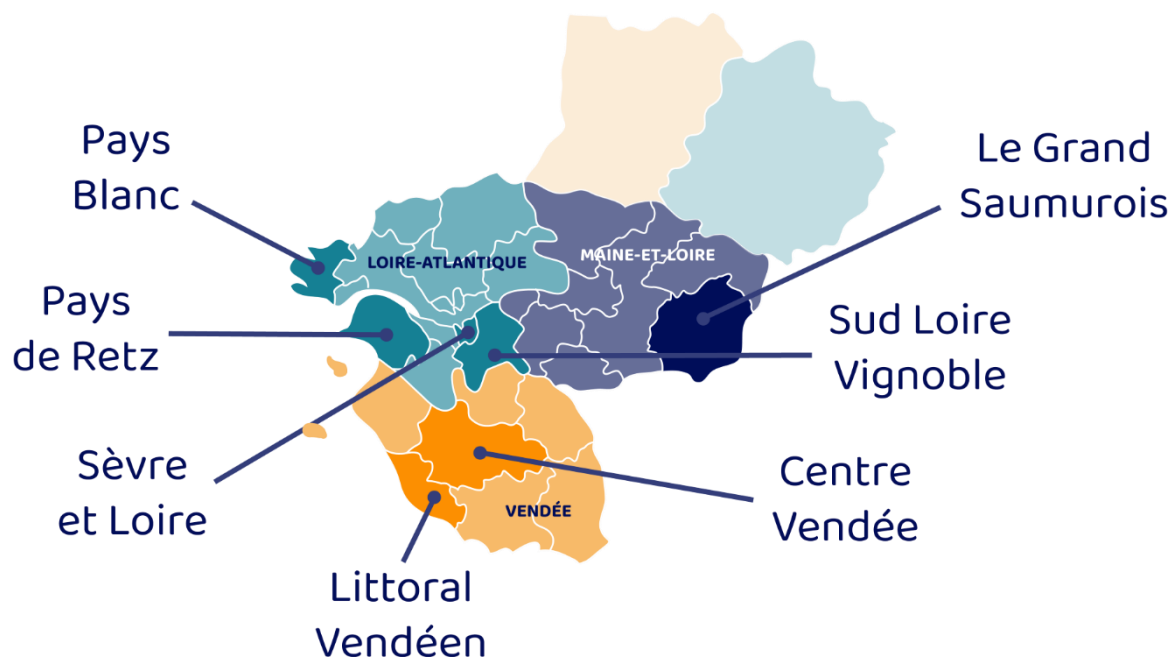 Pays
Blanc
Le Grand
Saumurois
LOIRE-ATLANTIQUE
MAINE-ET-LOIRE
Pays
de Retz
Sud Loire
Vignoble
Sèvre
et Loire
Centre
Vendée
VENDÉE
Littoral
Vendéen